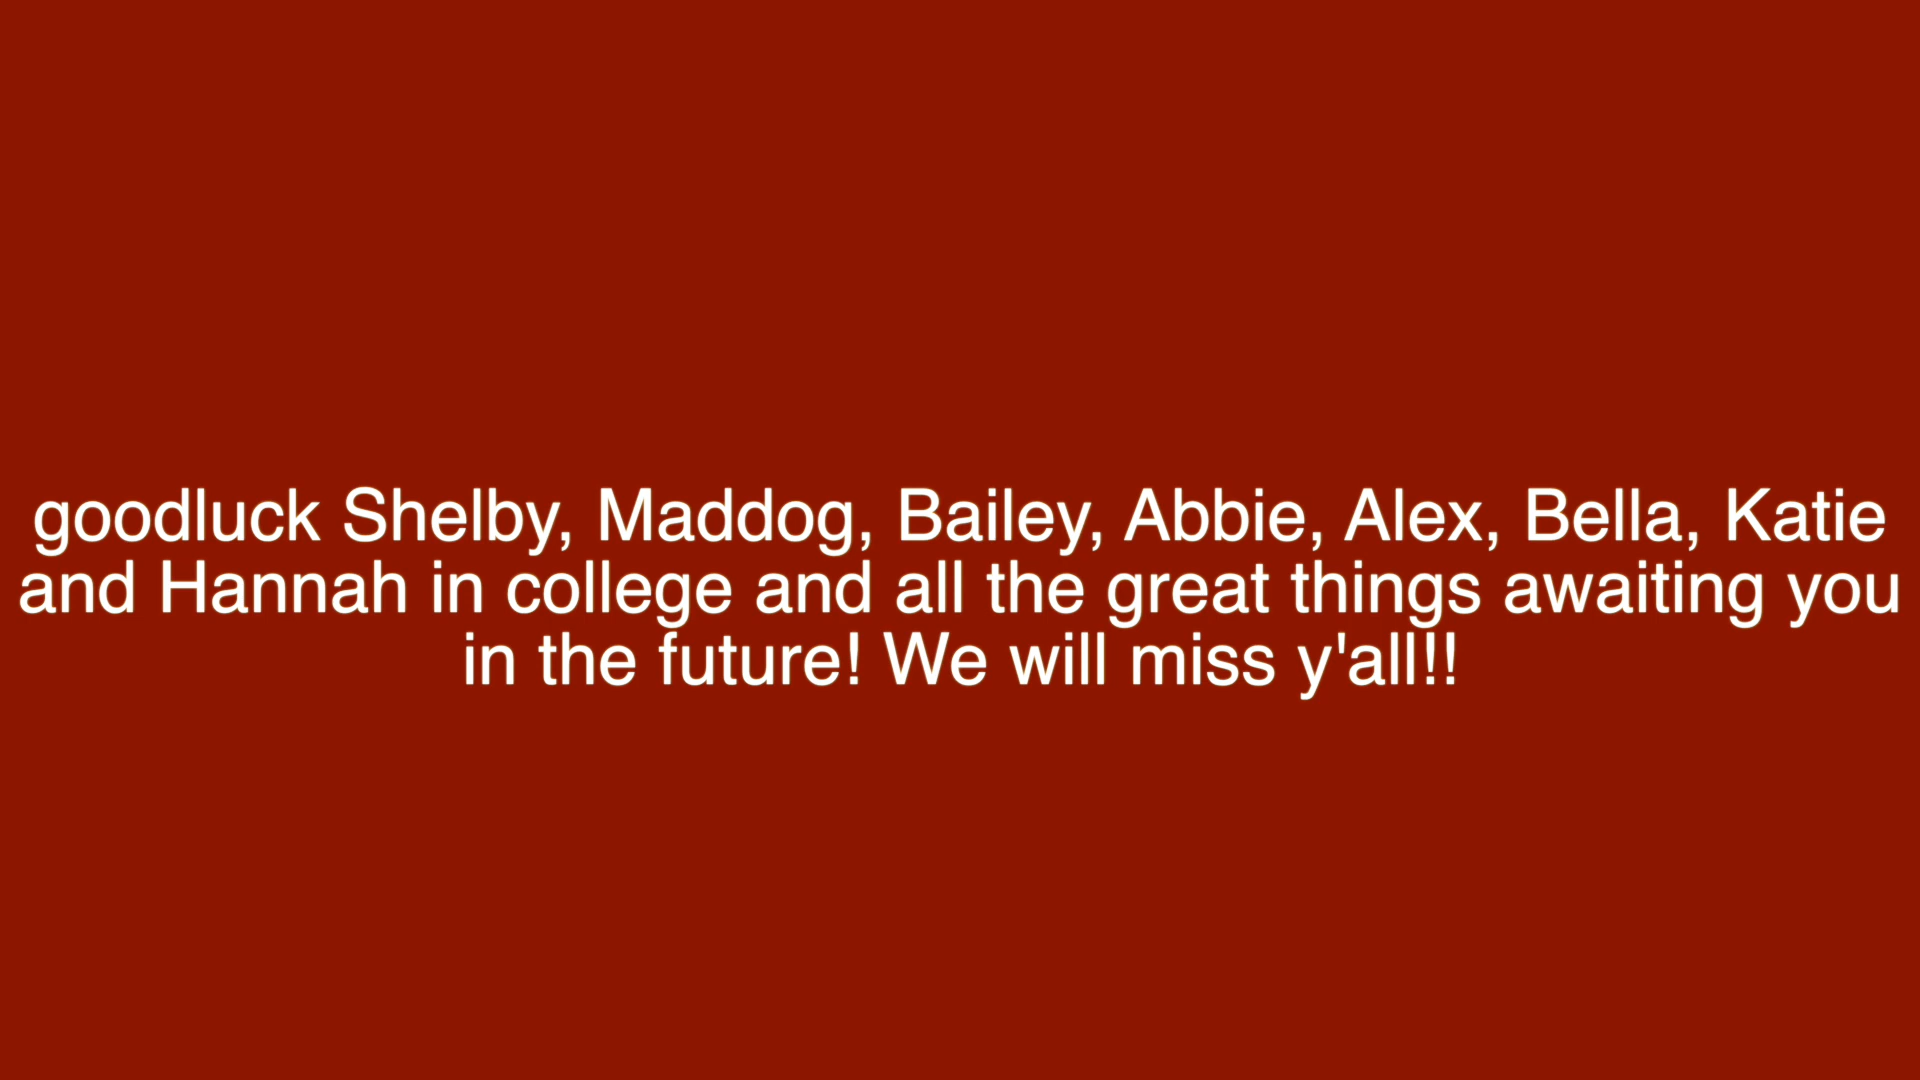 goodluck Shelby, Maddog, Bailey, Abbie, Alex, Bella, Katie
and Hannah in college and all the great things awaiting you
in the future! We will miss y'all!!